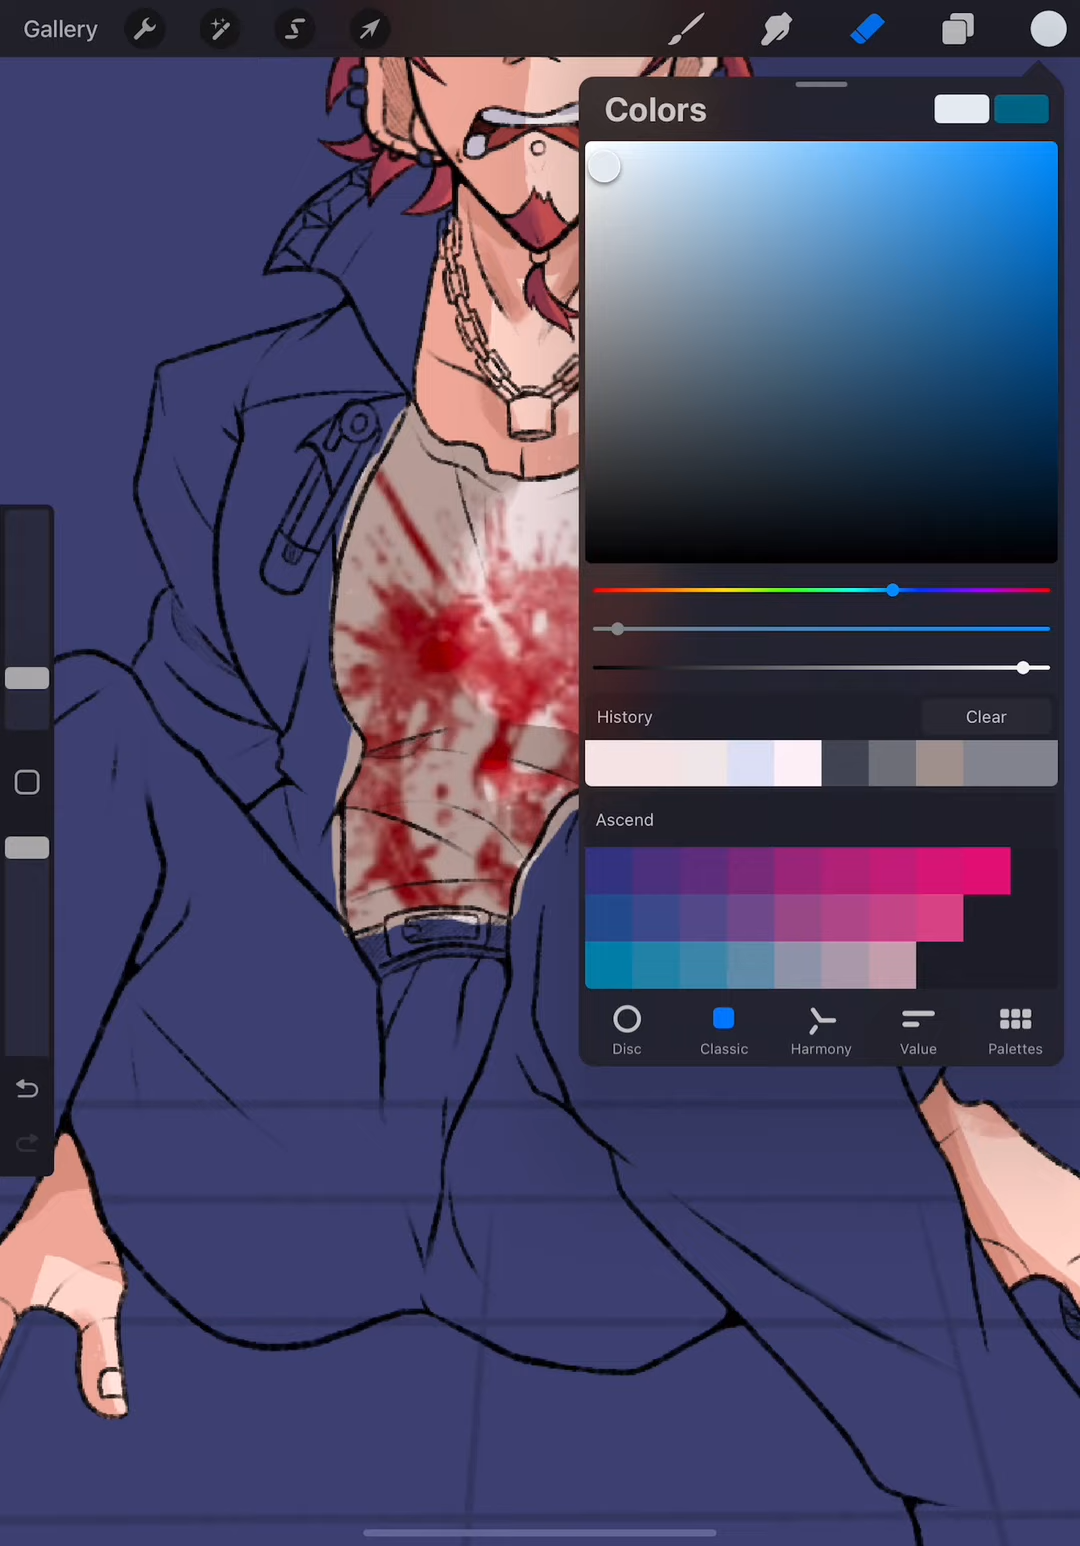 Gallery
Colors
History
Clear
Ascend
Disc
Classic
Harmony
Value
Palettes